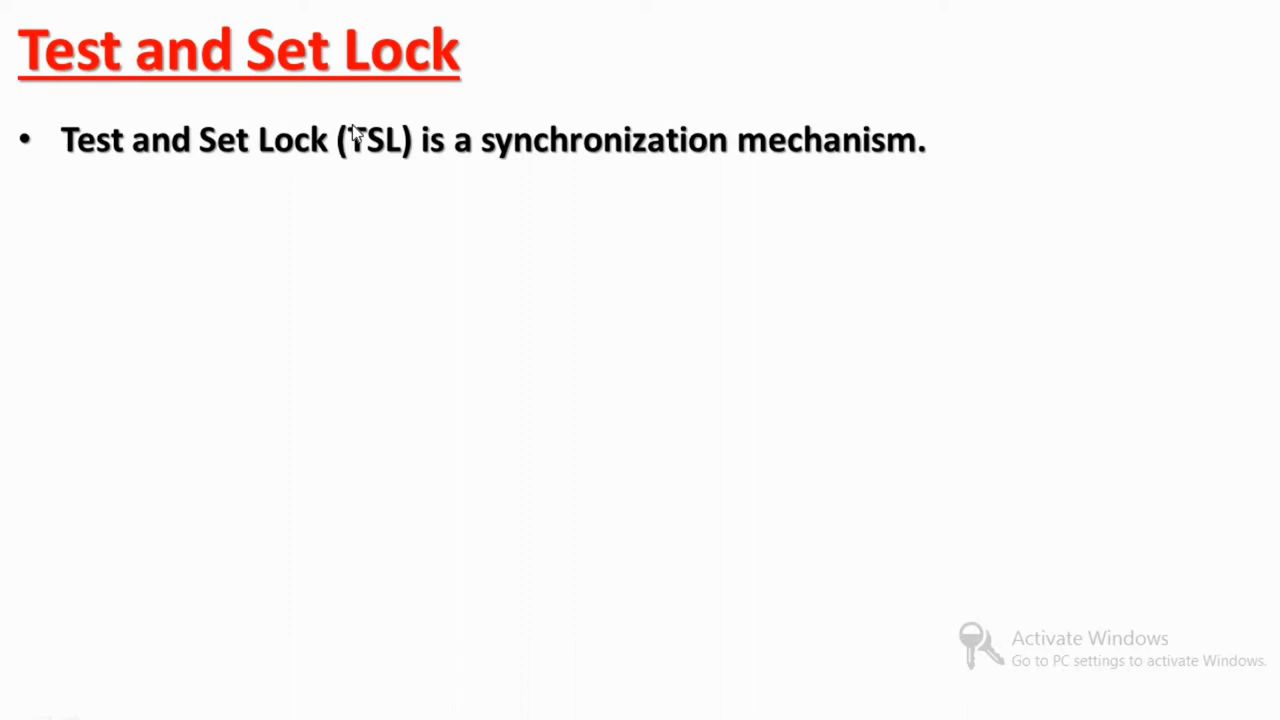 Test and Set Lock
• Test and Set Lock (TSL) is a synchronization mechanism.
Activate Windows
Go to PC settings to activate Windows.